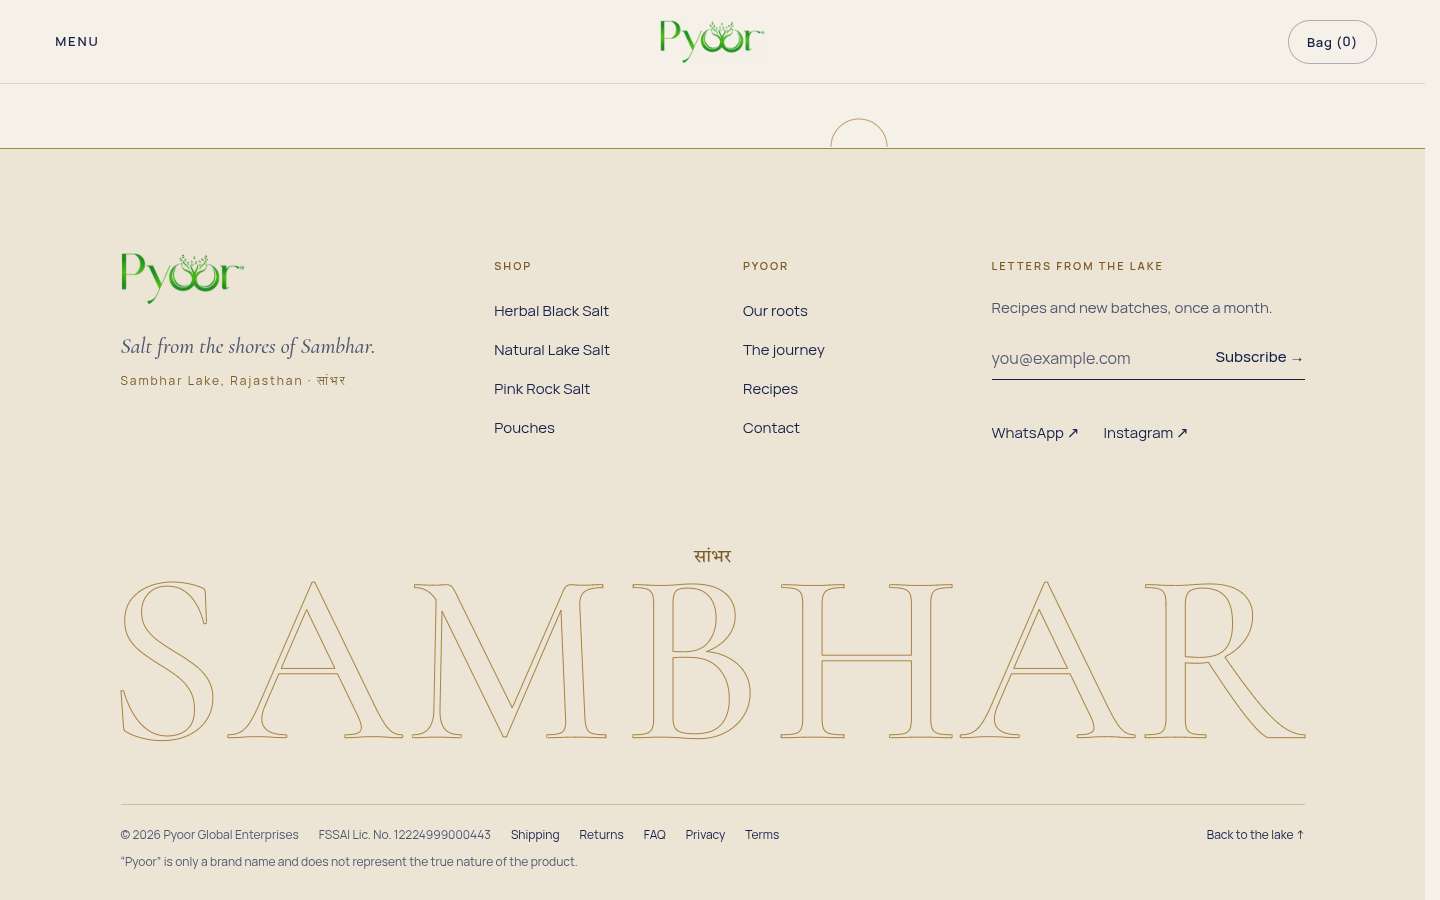 MENU
Pyoor
Bag (0)
Pyoor
Salt from the shores of Sambhar.
Sambhar Lake, Rajasthan · सांभर
SHOP
Herbal Black Salt
Natural Lake Salt
Pink Rock Salt
Pouches
PYOOR
Our roots
The journey
Recipes
Contact
LETTERS FROM THE LAKE
Recipes and new batches, once a month.
you@example.com Subscribe →
WhatsApp ↗ Instagram ↗
सांभर
SAMBHAR
© 2026 Pyoor Global Enterprises FSSAI Lic. No. 12224999000443 Shipping Returns FAQ Privacy Terms Back to the lake ↑
“Pyoor” is only a brand name and does not represent the true nature of the product.